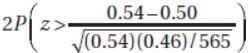 2P(z > (0.54 – 0.50) / √((0.54)(0.46)/565))